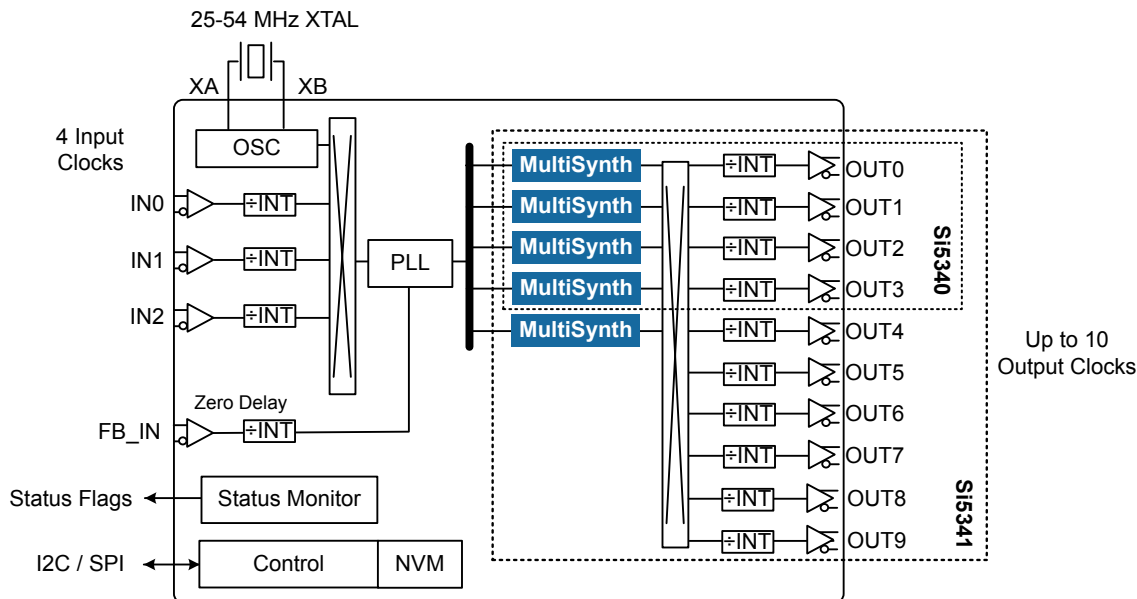 25-54 MHz XTAL
XA
XB
4 Input
Clocks
OSC
IN0
÷INT
IN1
÷INT
IN2
÷INT
PLL
Zero Delay
FB_IN
÷INT
Status Flags
Status Monitor
I2C / SPI
Control
NVM
MultiSynth
MultiSynth
MultiSynth
MultiSynth
MultiSynth
÷INT
OUT0
÷INT
OUT1
÷INT
OUT2
÷INT
OUT3
÷INT
OUT4
÷INT
OUT5
÷INT
OUT6
÷INT
OUT7
÷INT
OUT8
÷INT
OUT9
Si5340
Si5341
Up to 10
Output Clocks